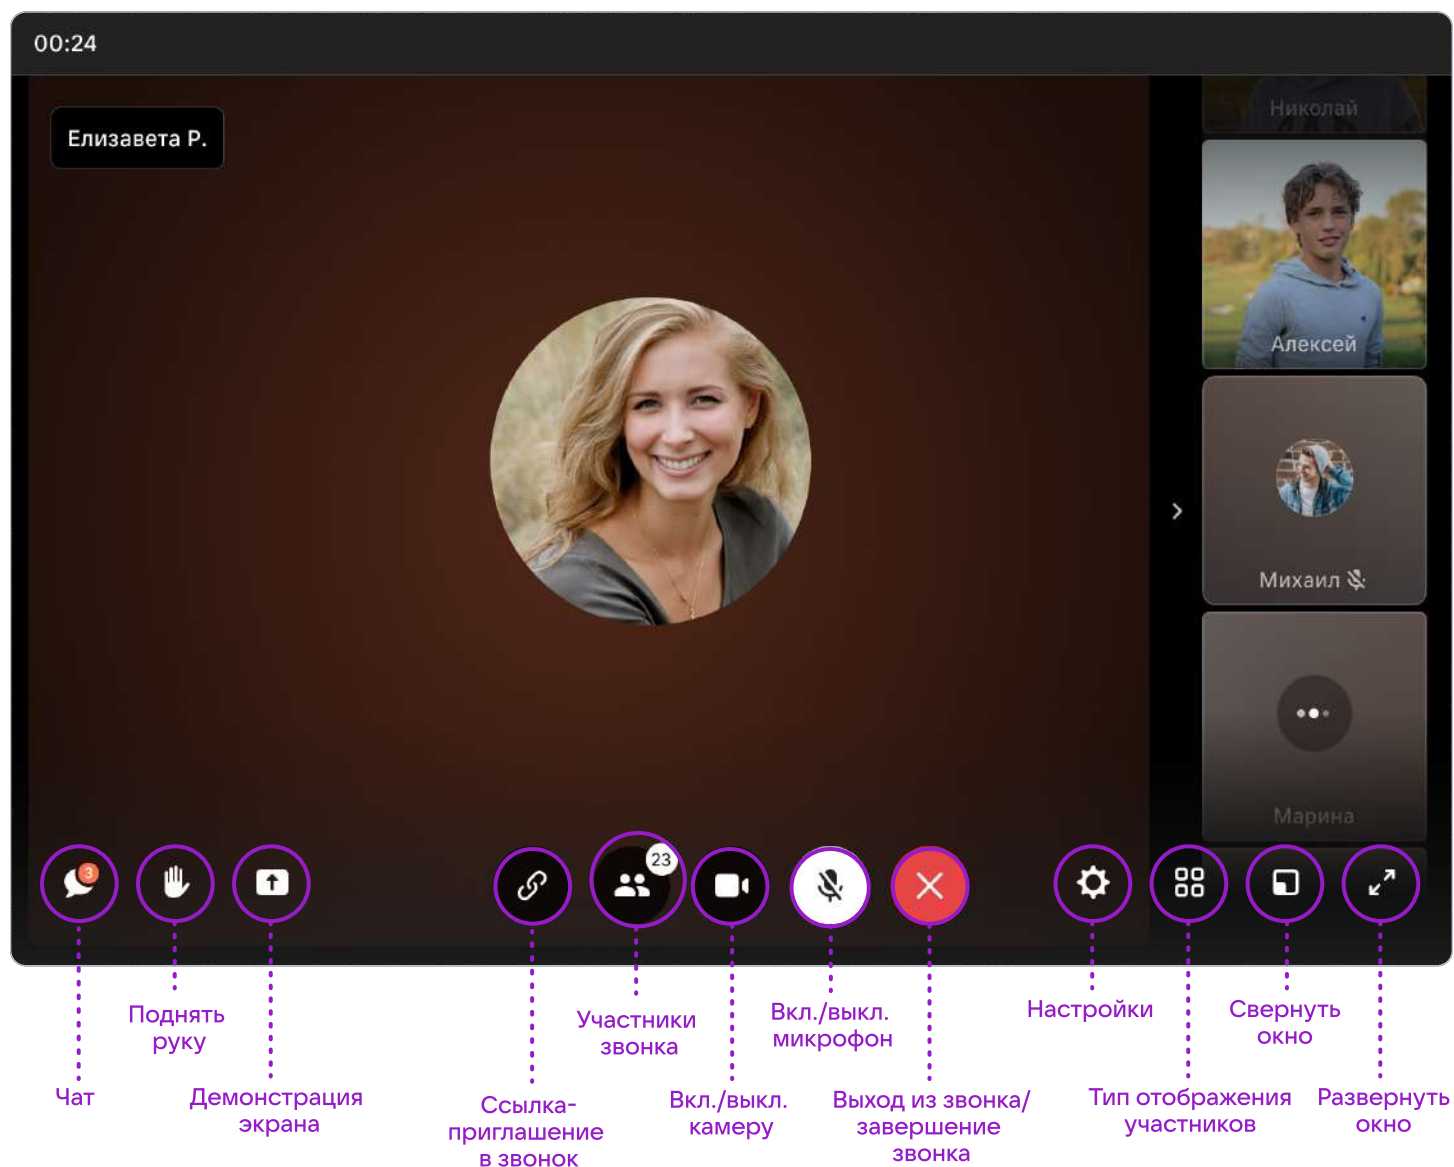 00:24
Елизавета Р.
Николай
Алексей
Михаил
Марина
3
23
Поднять
руку
Участники
звонка
Вкл./выкл.
микрофон
Настройки
Свернуть
окно
Чат
Демонстрация
экрана
Ссылка-
приглашение
в звонок
Вкл./выкл.
камеру
Выход из звонка/
завершение
звонка
Тип отображения
участников
Развернуть
окно